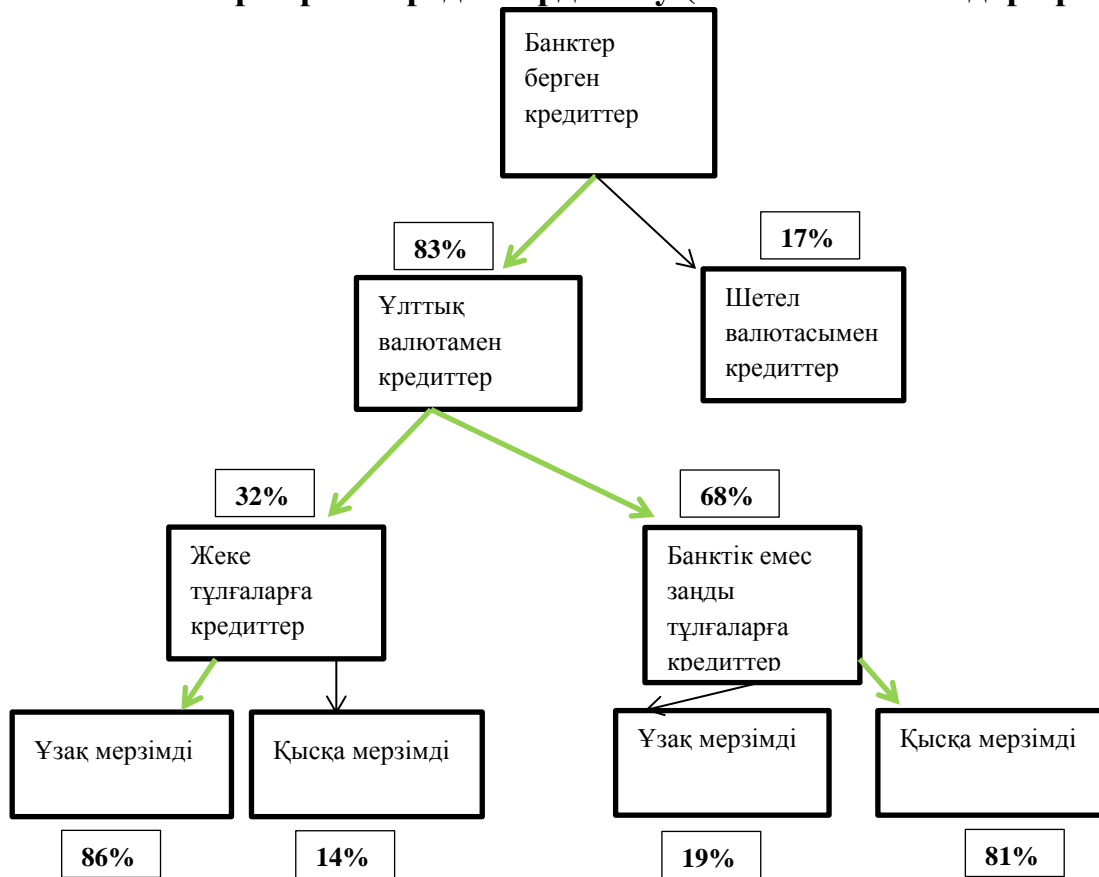 Банктер
берген
кредиттер
83%
17%
Ұлттық
валютамен
кредиттер
Шетел
валютасымен
кредиттер
32%
68%
Жеке
тұлғаларға
кредиттер
Банктік емес
заңды
тұлғаларға
кредиттер
Ұзақ мерзімді
Қысқа мерзімді
Ұзақ мерзімді
Қысқа мерзімді
86%
14%
19%
81%